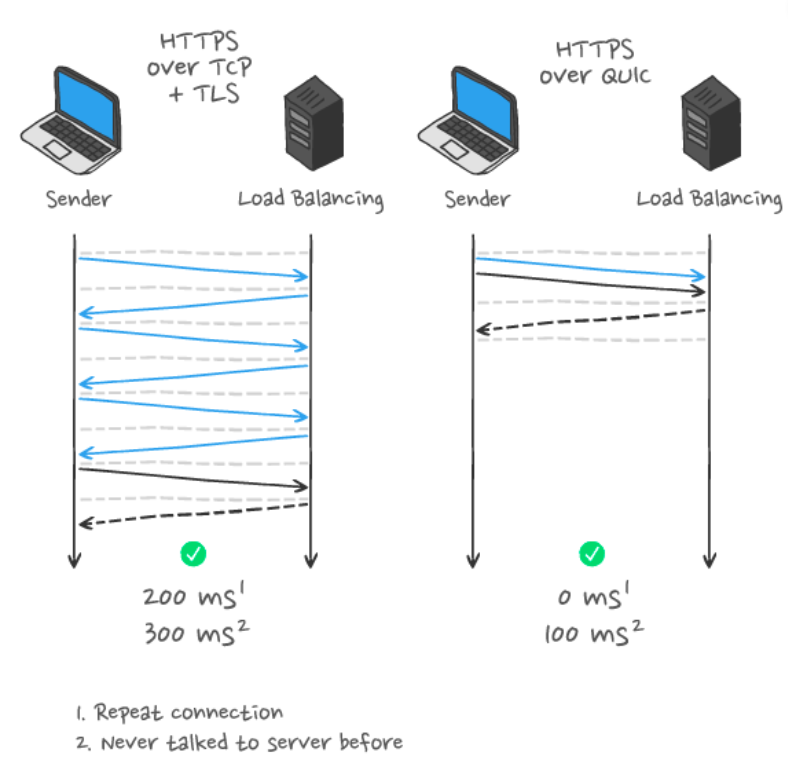 HTTPS
over TCP
+ TLS
HTTPS
over QUIC
Sender
Load Balancing
Sender
Load Balancing
200 ms¹
300 ms²
0 ms¹
100 ms²
1. Repeat connection
2. Never talked to server before